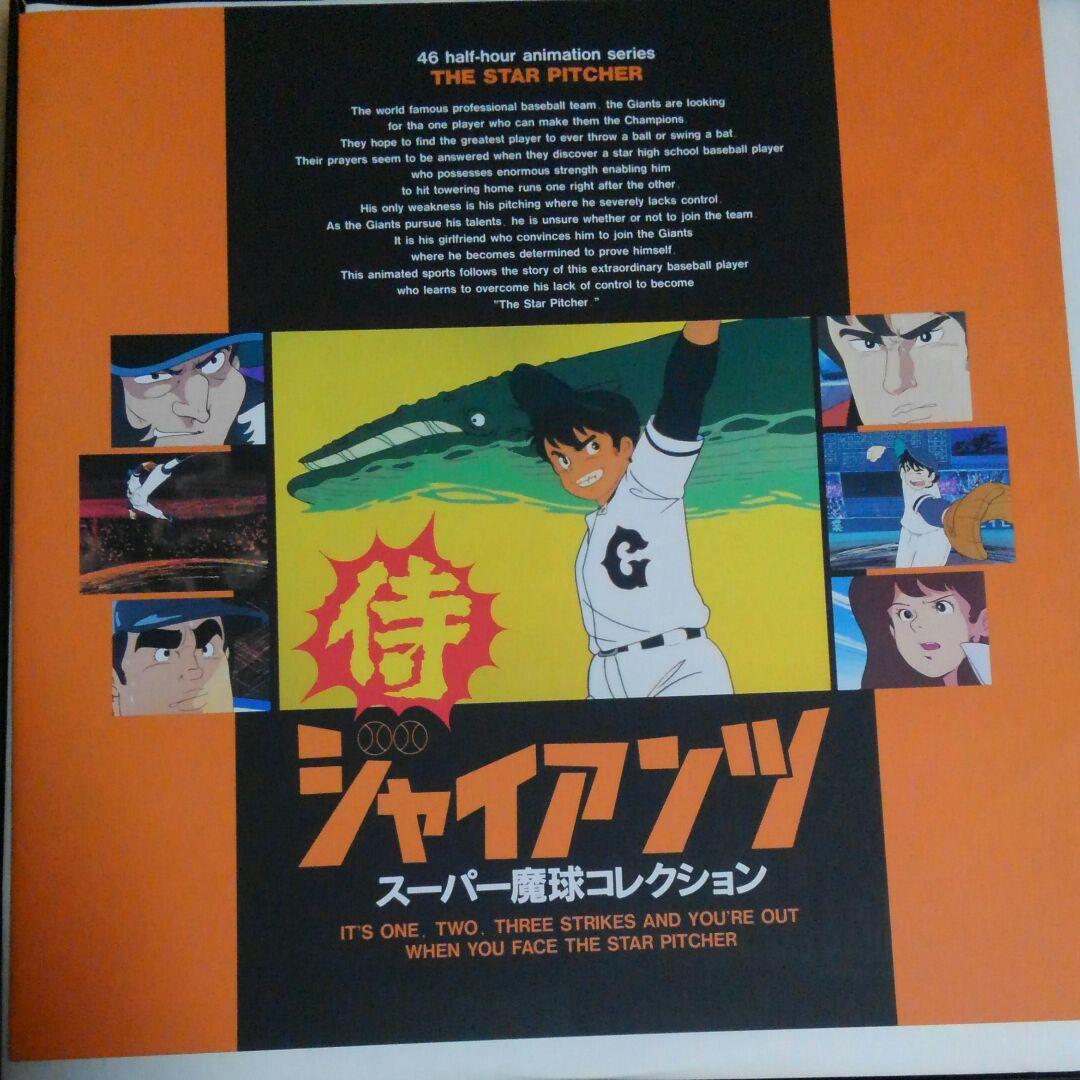 46 half-hour animation series
THE STAR PITCHER
The world famous professional baseball team, the Giants are looking
for tha one player who can make them the Champions.
They hope to find the greatest player to ever throw a ball or swing a bat.
Their prayers seem to be answered when they discover a star high school baseball player
who possesses enormous strength enabling him
to hit towering home runs one right after the other.
His only weakness is his pitching where he severely lacks control.
As the Giants pursue his talents, he is unsure whether or not to join the team.
It is his girlfriend who convinces him to join the Giants
where he becomes determined to prove himself.
This animated sports follows the story of this extraordinary baseball player
who learns to overcome his lack of control to become
"The Star Pitcher."
G
侍
ジャイアンツ
スーパー魔球コレクション
IT'S ONE, TWO, THREE STRIKES AND YOU'RE OUT
WHEN YOU FACE THE STAR PITCHER